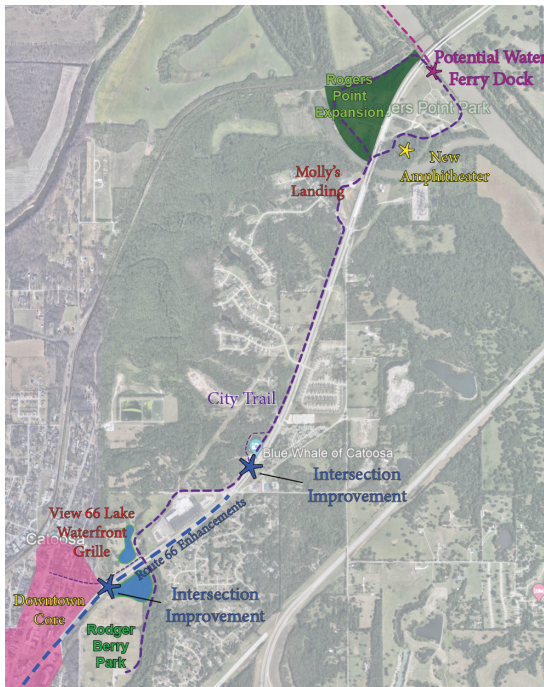 Potential Water
Ferry Dock
Rogers
Point
Expansion
ers Point Park
New
Amphitheater
Molly's
Landing
City Trail
Blue Whale of Catoosa
Intersection
Improvement
View 66 Lake
Waterfront
Grille
Catoosa
Route 66 Enhancements
Downtown
Core
Intersection
Improvement
Rodger
Berry
Park